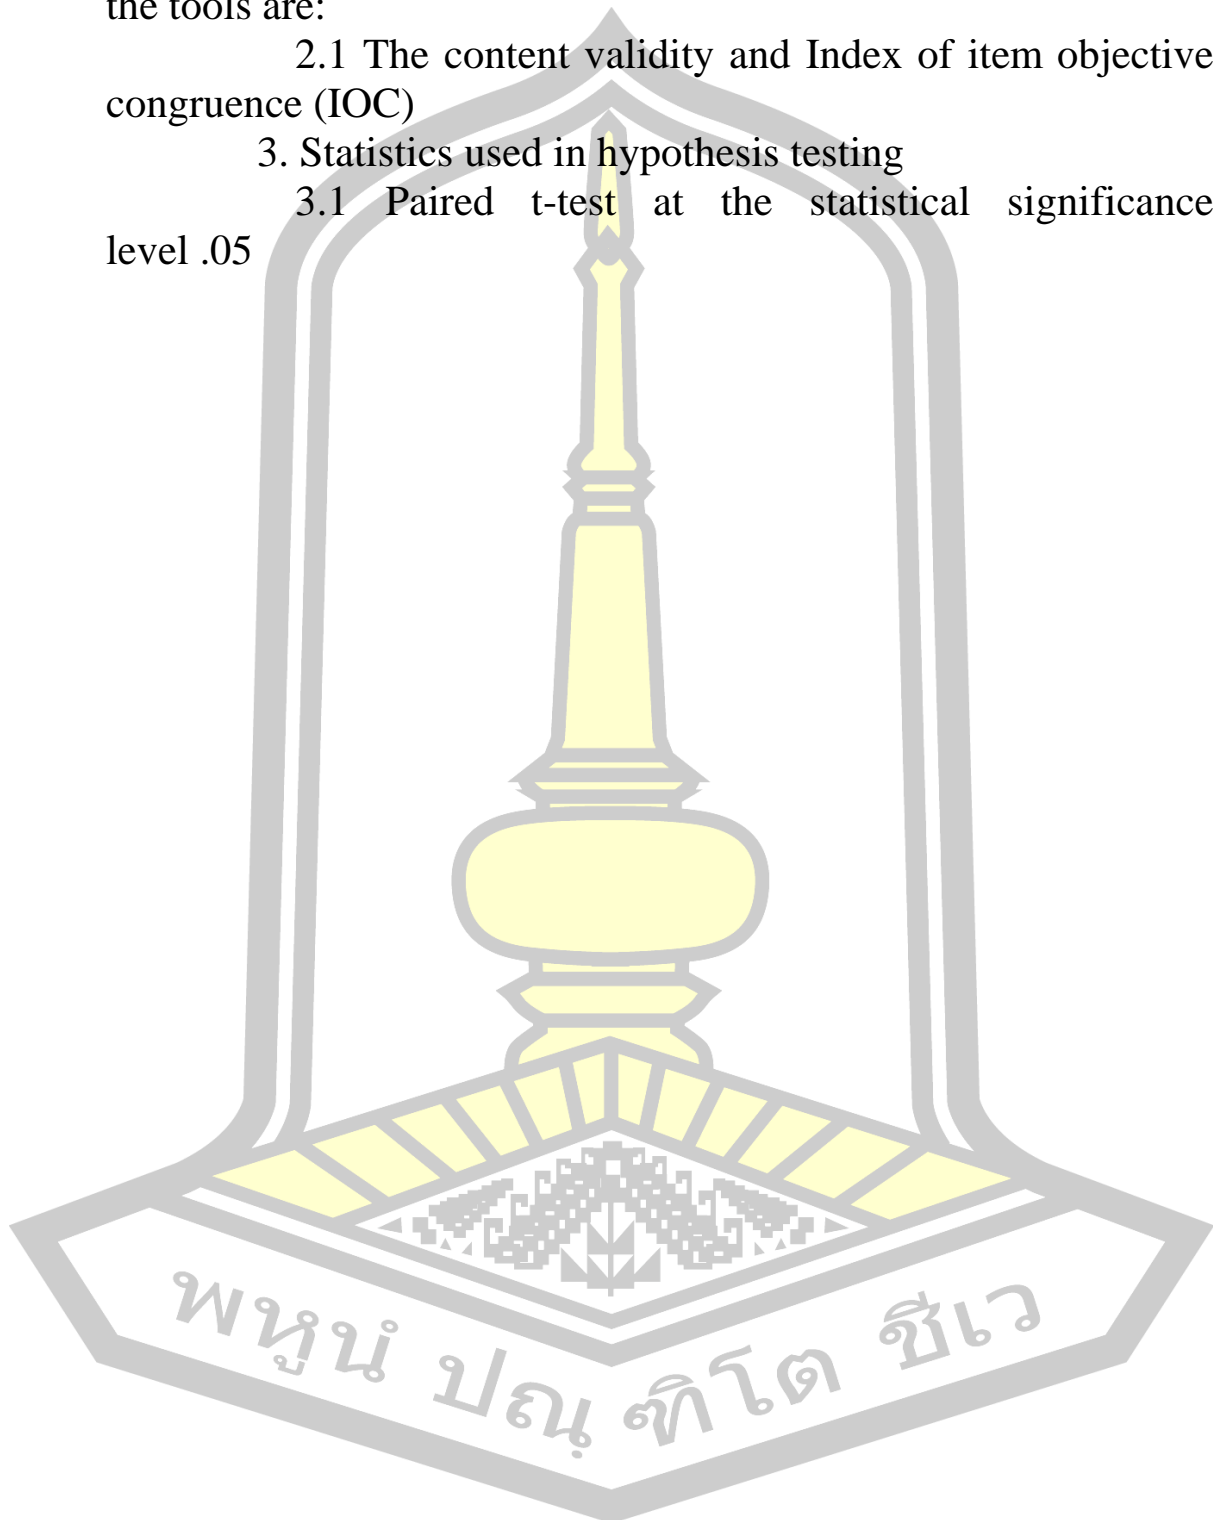 the tools are:
2.1 The content validity and Index of item objective
congruence (IOC)
3. Statistics used in hypothesis testing
3.1 Paired t-test at the statistical significance
level .05
พหูนํ ปณฺฑิโต ชีเว